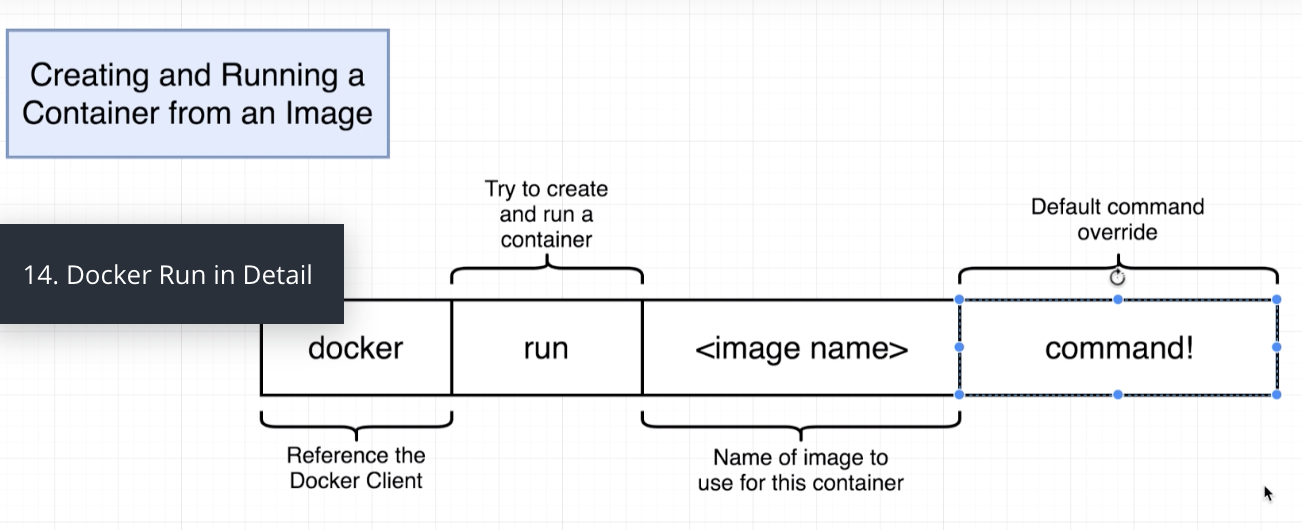 Creating and Running a
Container from an Image
Try to create
and run a
container
Default command
override
14. Docker Run in Detail
docker
run
<image name>
command!
Reference the
Docker Client
Name of image to
use for this container